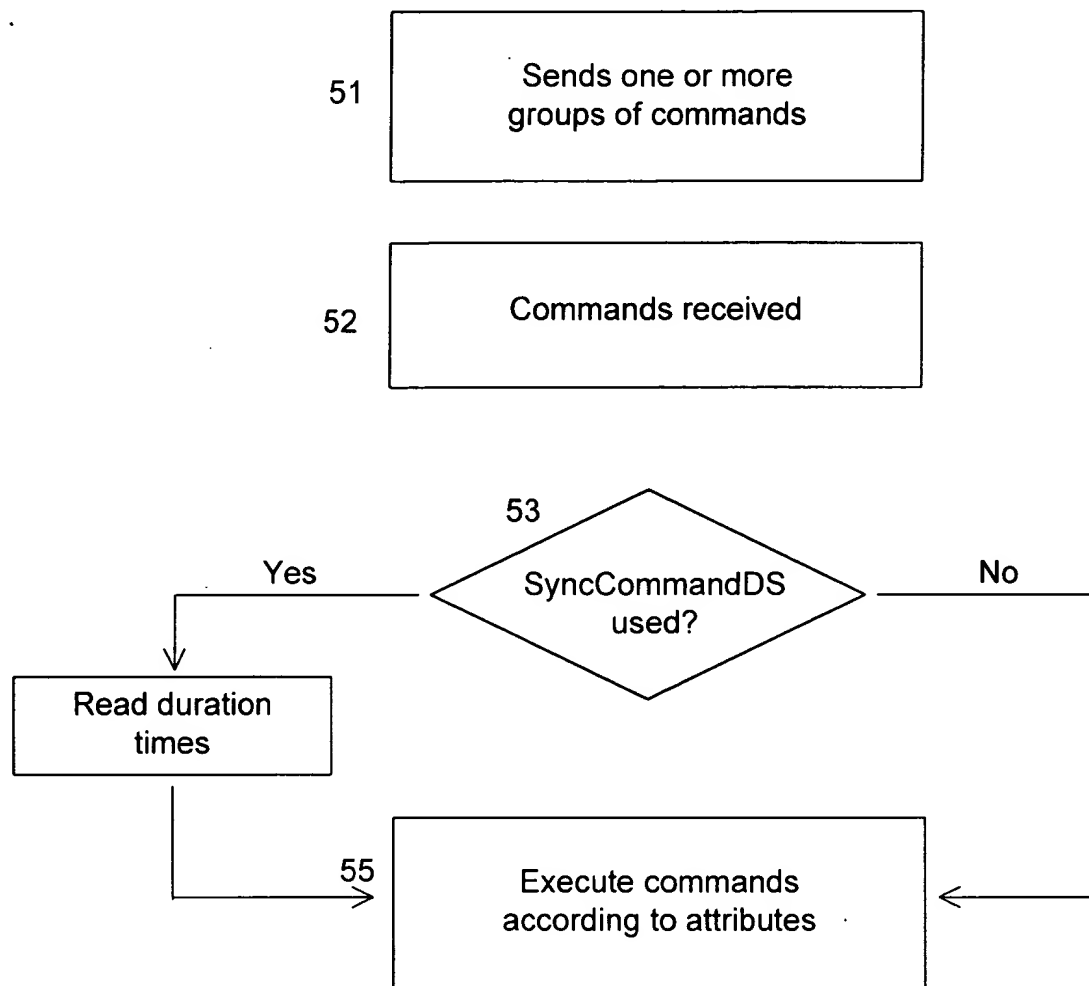 51
Sends one or more
groups of commands
52
Commands received
53
Yes
SyncCommandDS
used?
No
Read duration
times
55
Execute commands
according to attributes